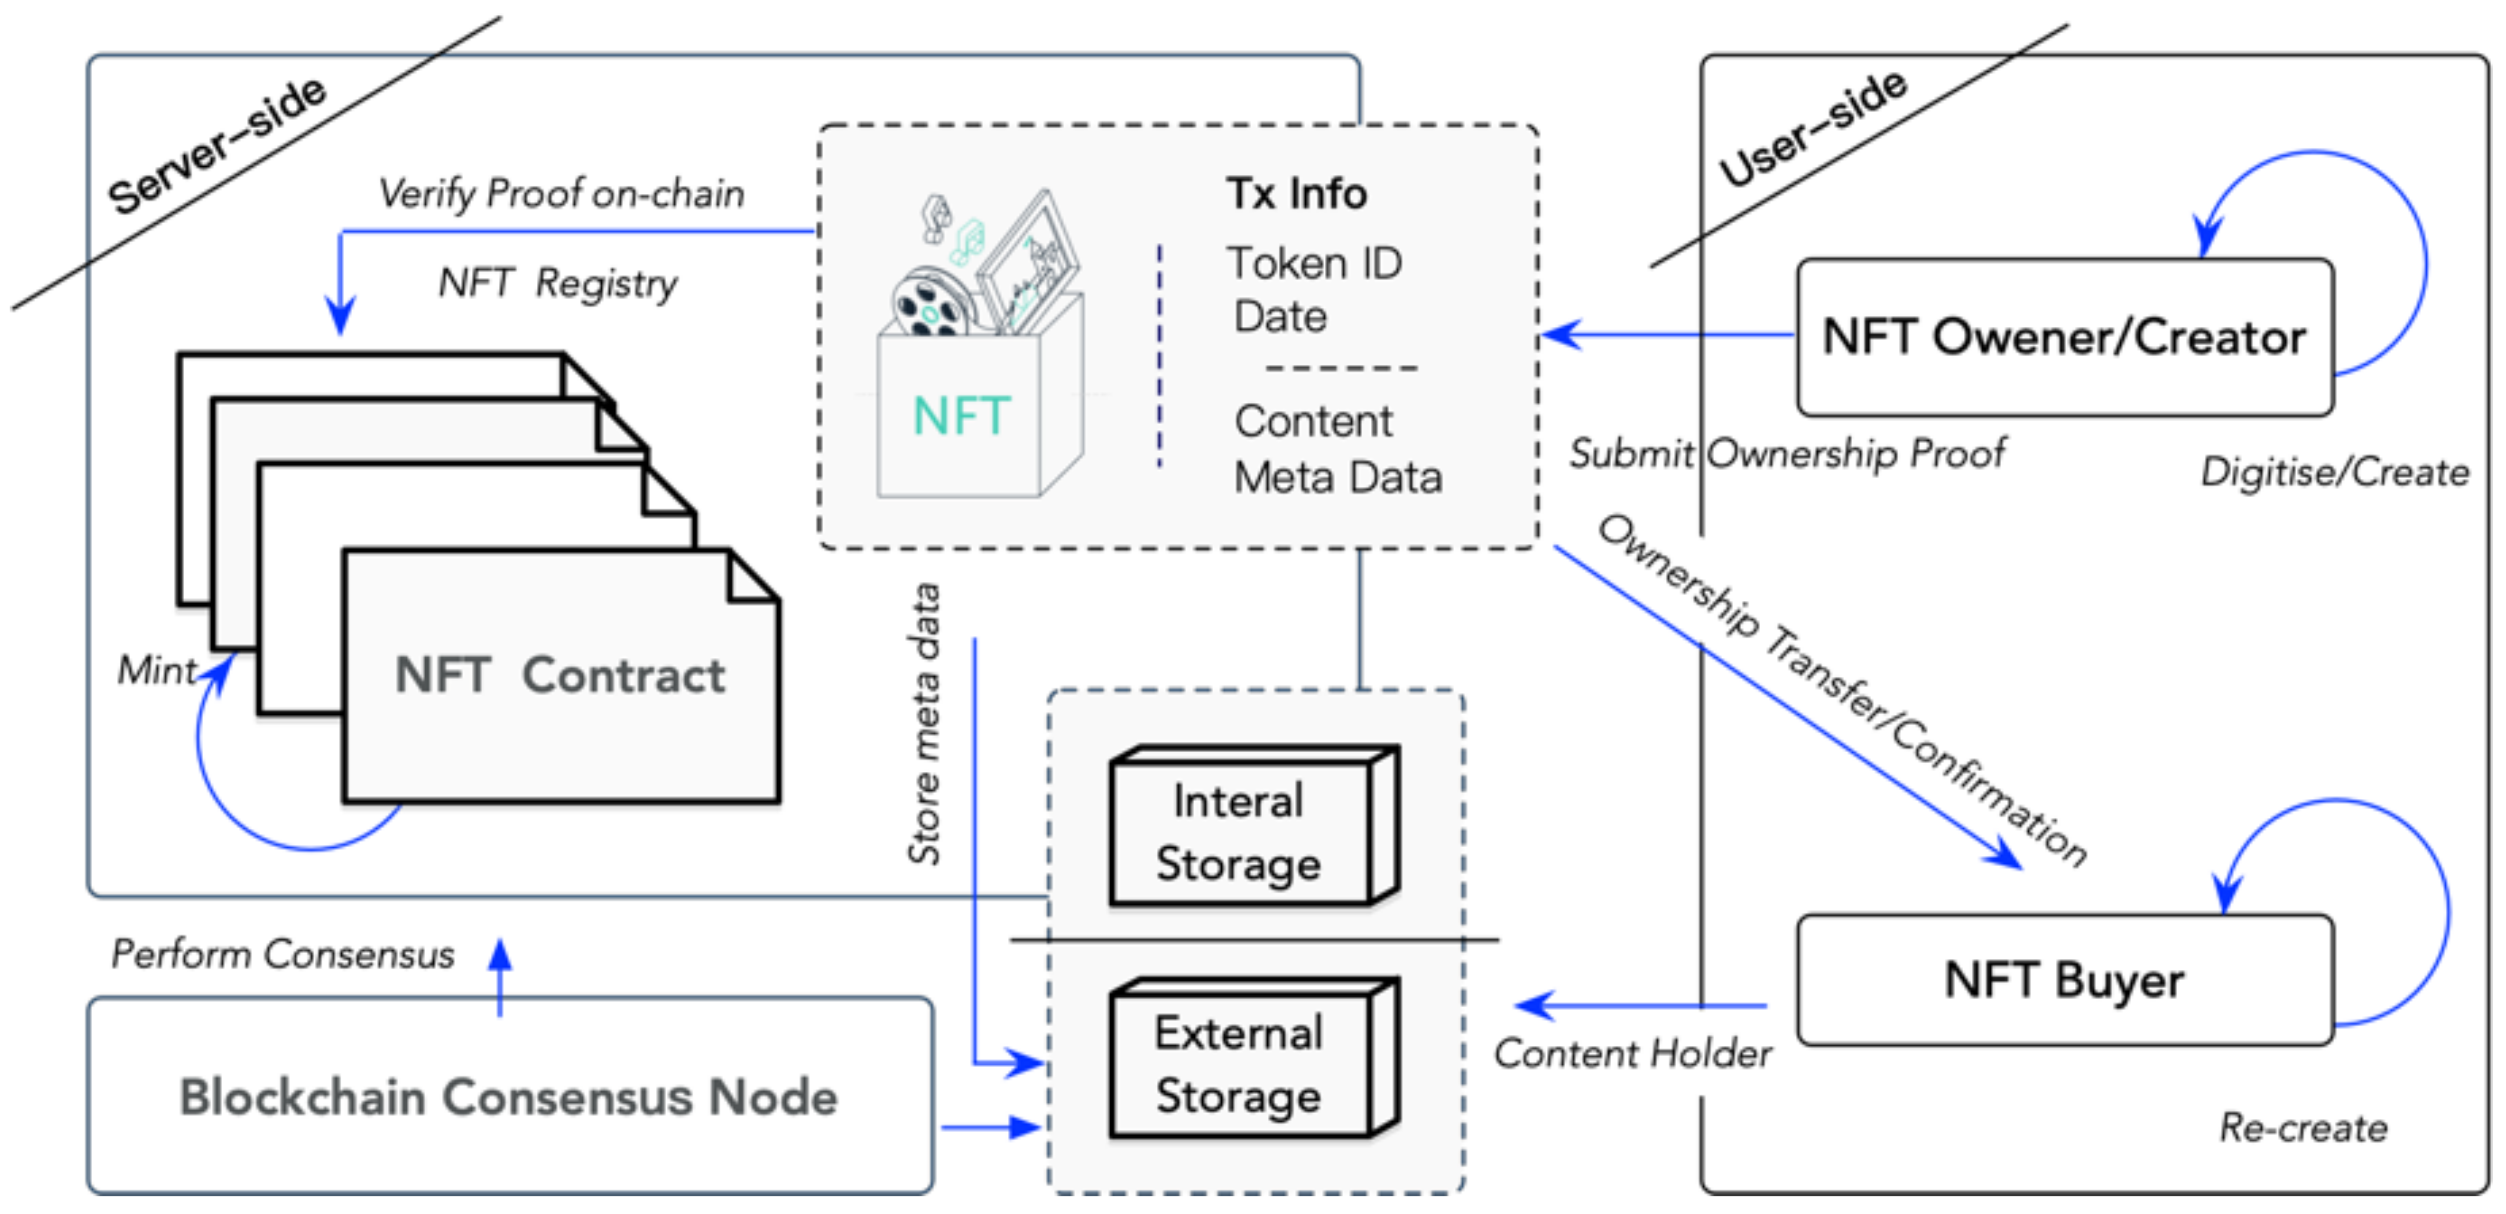 Server-side
User-side
Verify Proof on-chain
NFT Registry
Tx Info
Token ID
Date
Content
Meta Data
NFT
NFT Owener/Creator
Submit Ownership Proof
Digitise/Create
Ownership Transfer/Confirmation
Mint
NFT Contract
Store meta data
Interal
Storage
Perform Consensus
Blockchain Consensus Node
External
Storage
NFT Buyer
Content Holder
Re-create